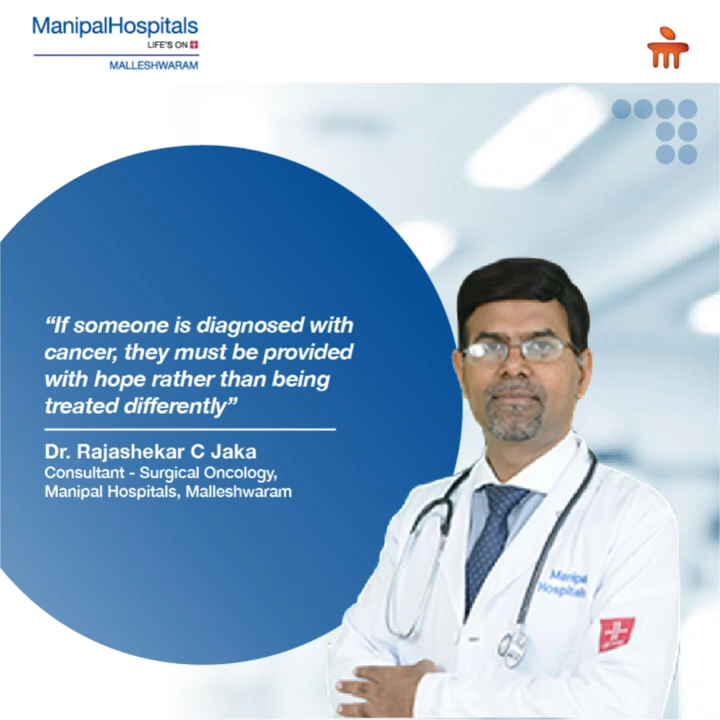 ManipalHospitals
LIFE'S ON
MALLESHWARAM
“If someone is diagnosed with
cancer, they must be provided
with hope rather than being
treated differently”
Dr. Rajashekar C Jaka
Consultant - Surgical Oncology,
Manipal Hospitals, Malleshwaram
Manipal
Hospitals